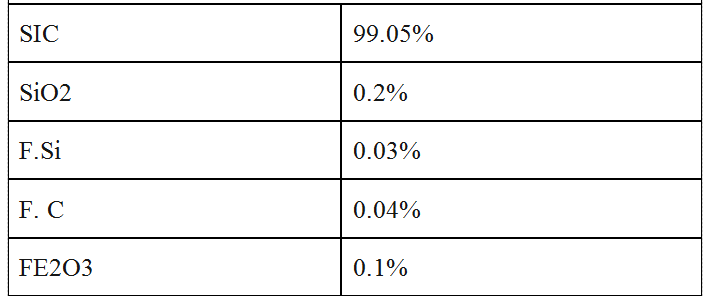 SIC 99.05%
SiO2 0.2%
F.Si 0.03%
F. C 0.04%
FE2O3 0.1%